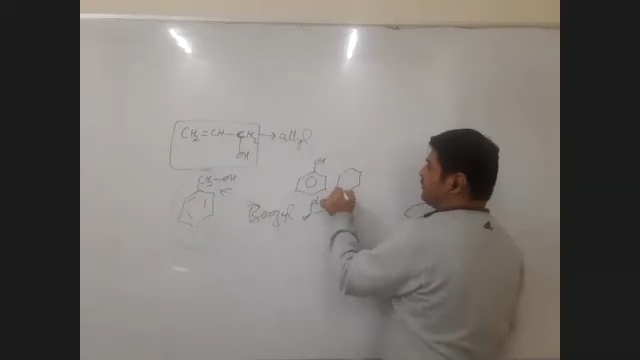 CH₂=CH-CH₂ → allyl
OH
CH₂-OH
OH
Benzyl